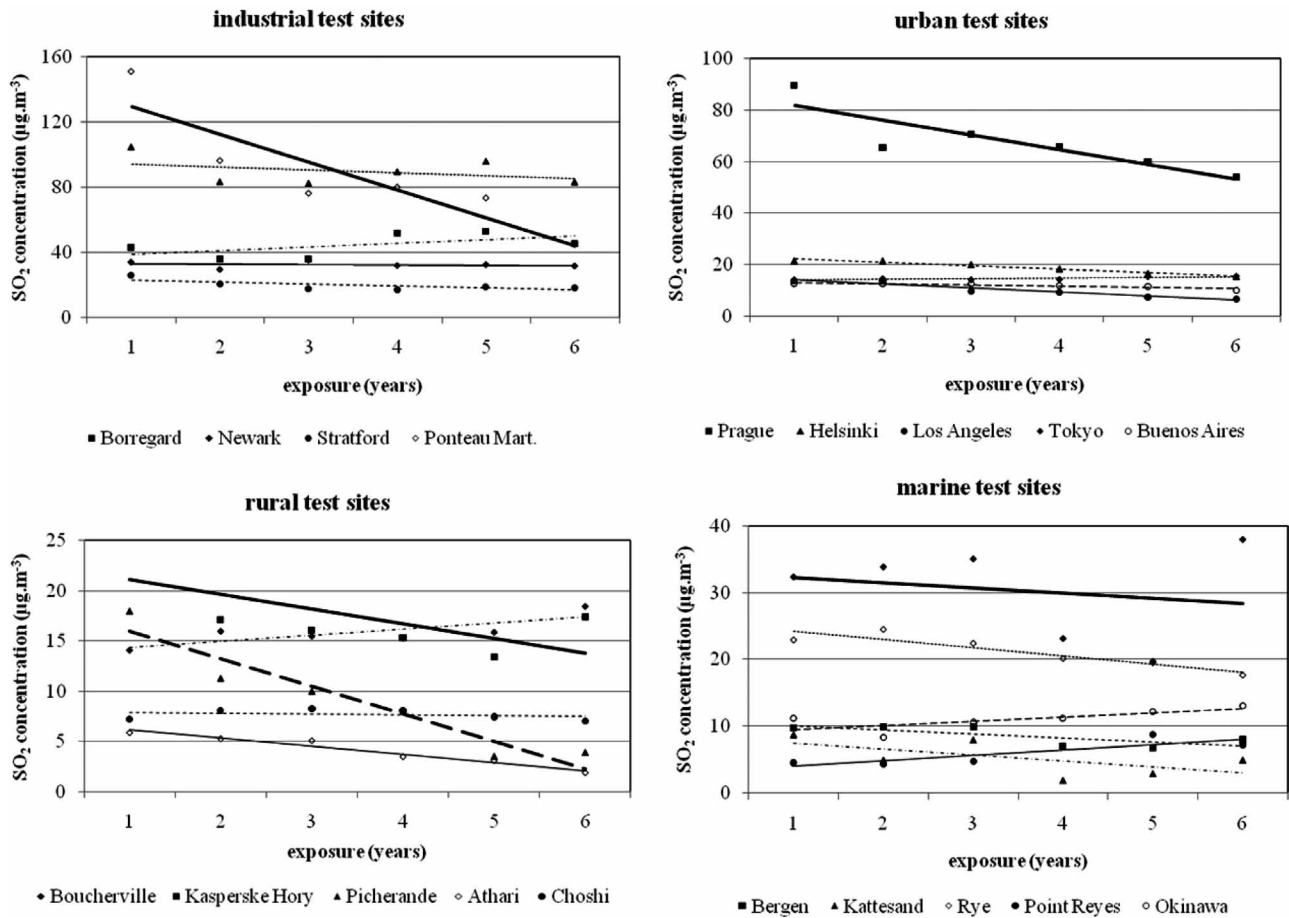 industrial test sites
SO2 concentration (µg.m-3)
160
120
80
40
0
1 2 3 4 5 6
exposure (years)
Borregard Newark Stratford Ponteau Mart.
urban test sites
SO2 concentration (µg.m-3)
100
80
60
40
20
0
1 2 3 4 5 6
exposure (years)
Prague Helsinki Los Angeles Tokyo Buenos Aires
rural test sites
SO2 concentration (µg.m-3)
25
20
15
10
5
0
1 2 3 4 5 6
exposure (years)
Boucherville Kasperske Hory Picherande Athari Choshi
marine test sites
SO2 concentration (µg.m-3)
40
30
20
10
0
1 2 3 4 5 6
exposure (years)
Bergen Kattesand Rye Point Reyes Okinawa